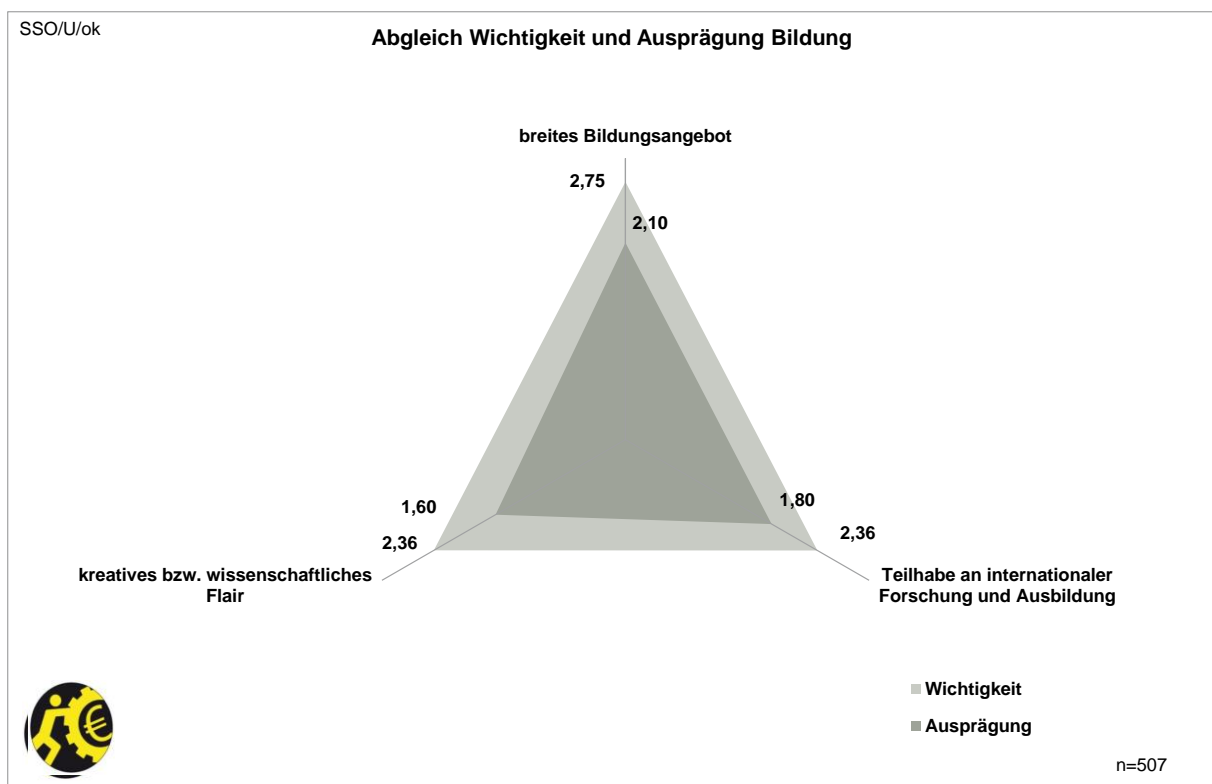 SSO/U/ok
Abgleich Wichtigkeit und Ausprägung Bildung
breites Bildungsangebot
2,75
2,10
1,60
1,80
2,36
2,36
kreatives bzw. wissenschaftliches
Flair
Teilhabe an internationaler
Forschung und Ausbildung
Wichtigkeit
Ausprägung
€
n=507